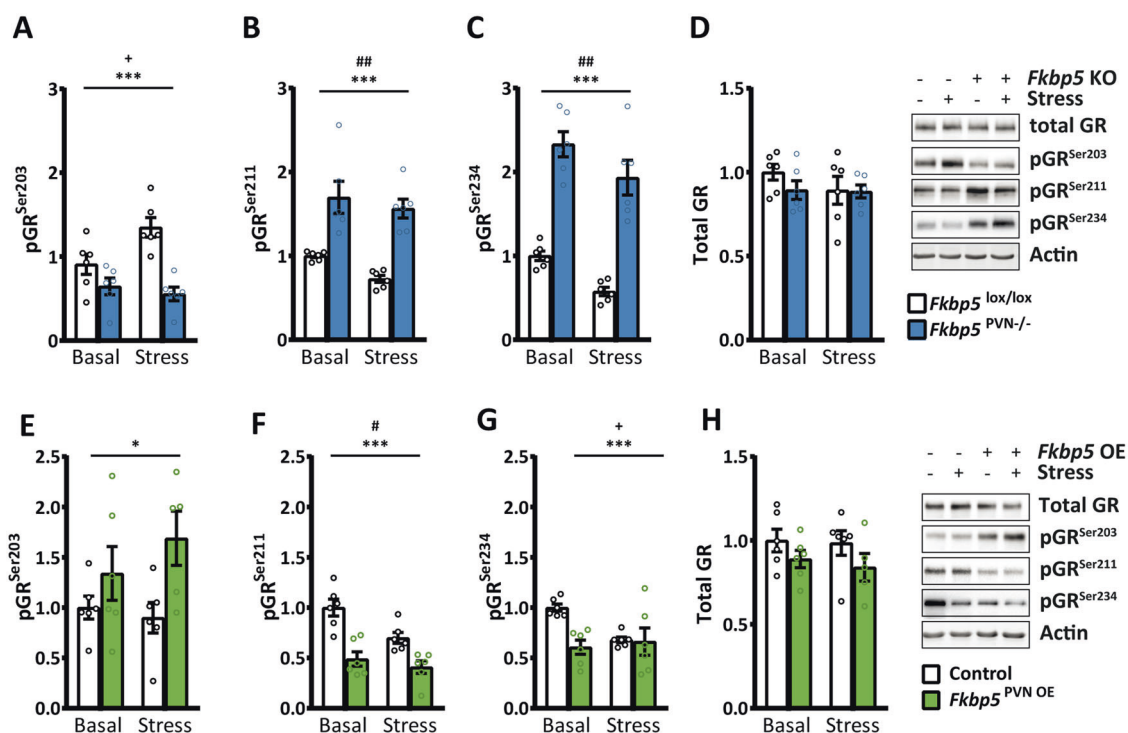 A
B
C
D
+
***
##
***
##
***
pGR^Ser203
3
2
1
0
Basal Stress
pGR^Ser211
3
2
1
0
Basal Stress
pGR^Ser234
3
2
1
0
Basal Stress
Total GR
1.5
1.0
0.5
0.0
Basal Stress
- - + + Fkbp5 KO
- + - + Stress
total GR
pGR^Ser203
pGR^Ser211
pGR^Ser234
Actin
Fkbp5 lox/lox
Fkbp5 PVN-/-
E
F
G
H
*
#
***
+
***
pGR^Ser203
2.5
2.0
1.5
1.0
0.5
0.0
Basal Stress
pGR^Ser211
2.5
2.0
1.5
1.0
0.5
0.0
Basal Stress
pGR^Ser234
2.5
2.0
1.5
1.0
0.5
0.0
Basal Stress
Total GR
1.5
1.0
0.5
0.0
Basal Stress
- - + + Fkbp5 OE
- + - + Stress
Total GR
pGR^Ser203
pGR^Ser211
pGR^Ser234
Actin
Control
Fkbp5 PVN OE